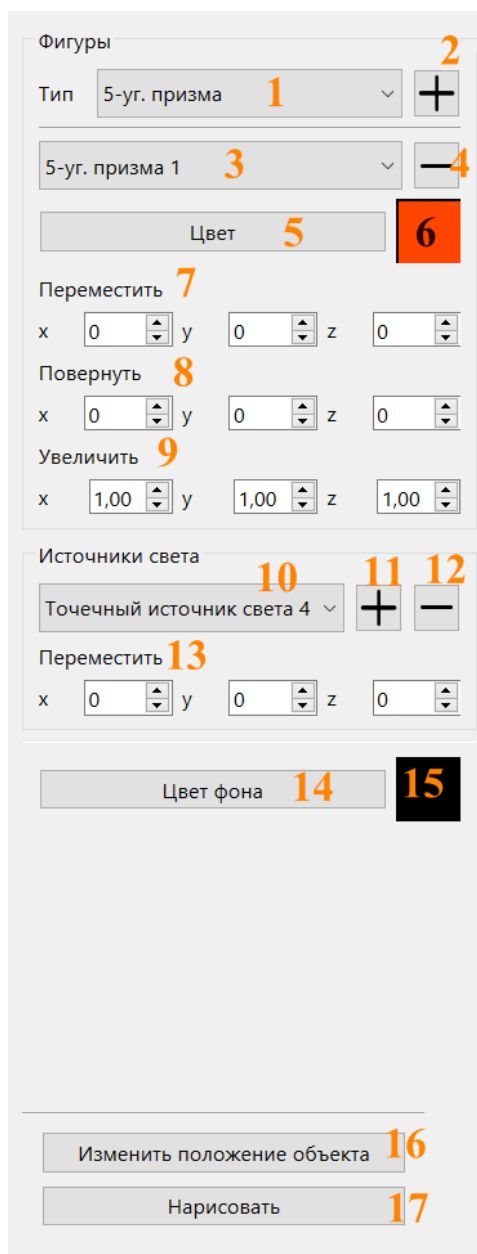 Фигуры
2
Тип 5-уг. призма 1
5-уг. призма 1 3 4
Цвет 5 6
Переместить 7
x 0 y 0 z 0
Повернуть 8
x 0 y 0 z 0
Увеличить 9
x 1,00 y 1,00 z 1,00
Источники света
10 11 12
Точечный источник света 4
Переместить 13
x 0 y 0 z 0
Цвет фона 14 15
Изменить положение объекта 16
Нарисовать 17